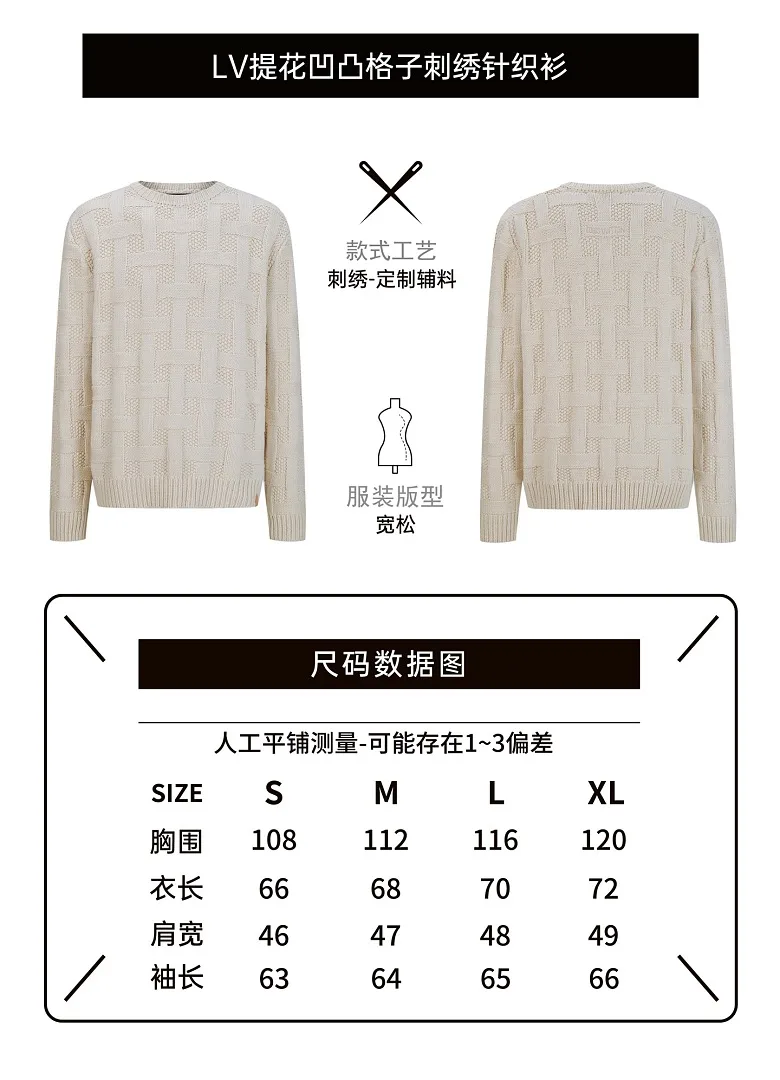 LV提花凹凸格子刺绣针织衫
款式工艺
刺绣-定制辅料
服装版型
宽松
尺码数据图
人工平铺测量-可能存在1~3偏差
SIZE S M L XL
胸围 108 112 116 120
衣长 66 68 70 72
肩宽 46 47 48 49
袖长 63 64 65 66